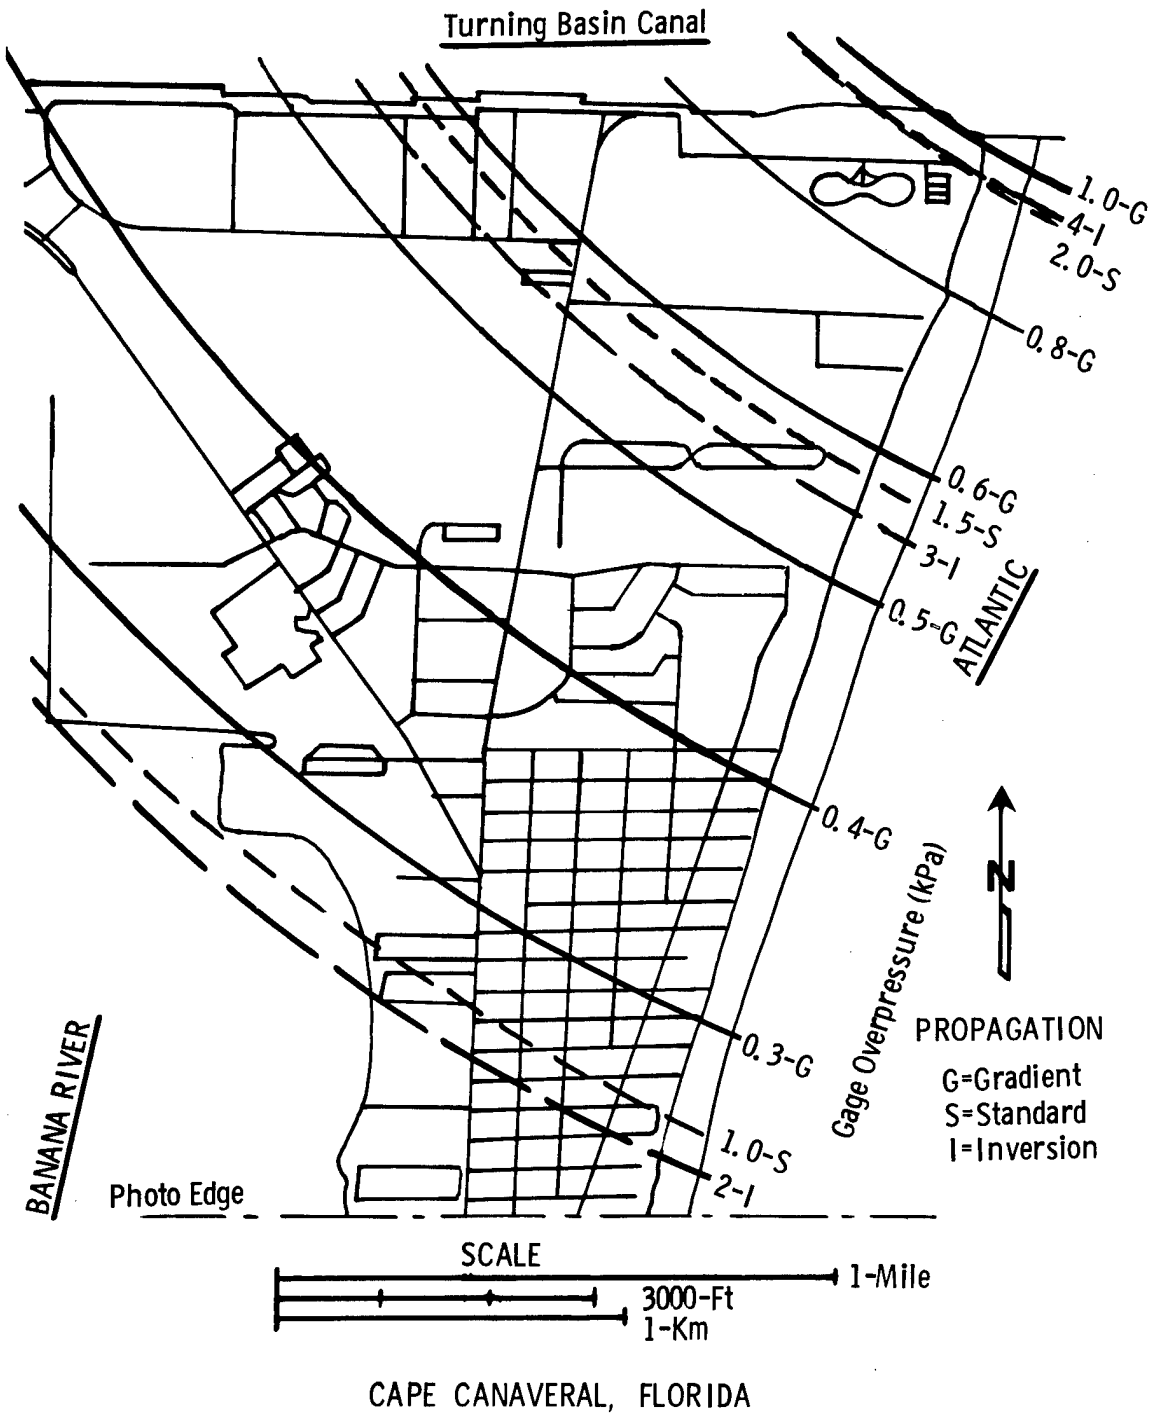 Turning Basin Canal
1.0-G
4-I
2.0-S
0.8-G
0.6-G
1.5-S
3-I
0.5=G
ATLANTIC
0.4-G
N
Gage Overpressure (kPa)
0.3-G
PROPAGATION
G=Gradient
S=Standard
I=Inversion
BANANA RIVER
1.0-S
2-I
Photo Edge
SCALE
1-Mile
3000-Ft
1-Km
CAPE CANAVERAL, FLORIDA